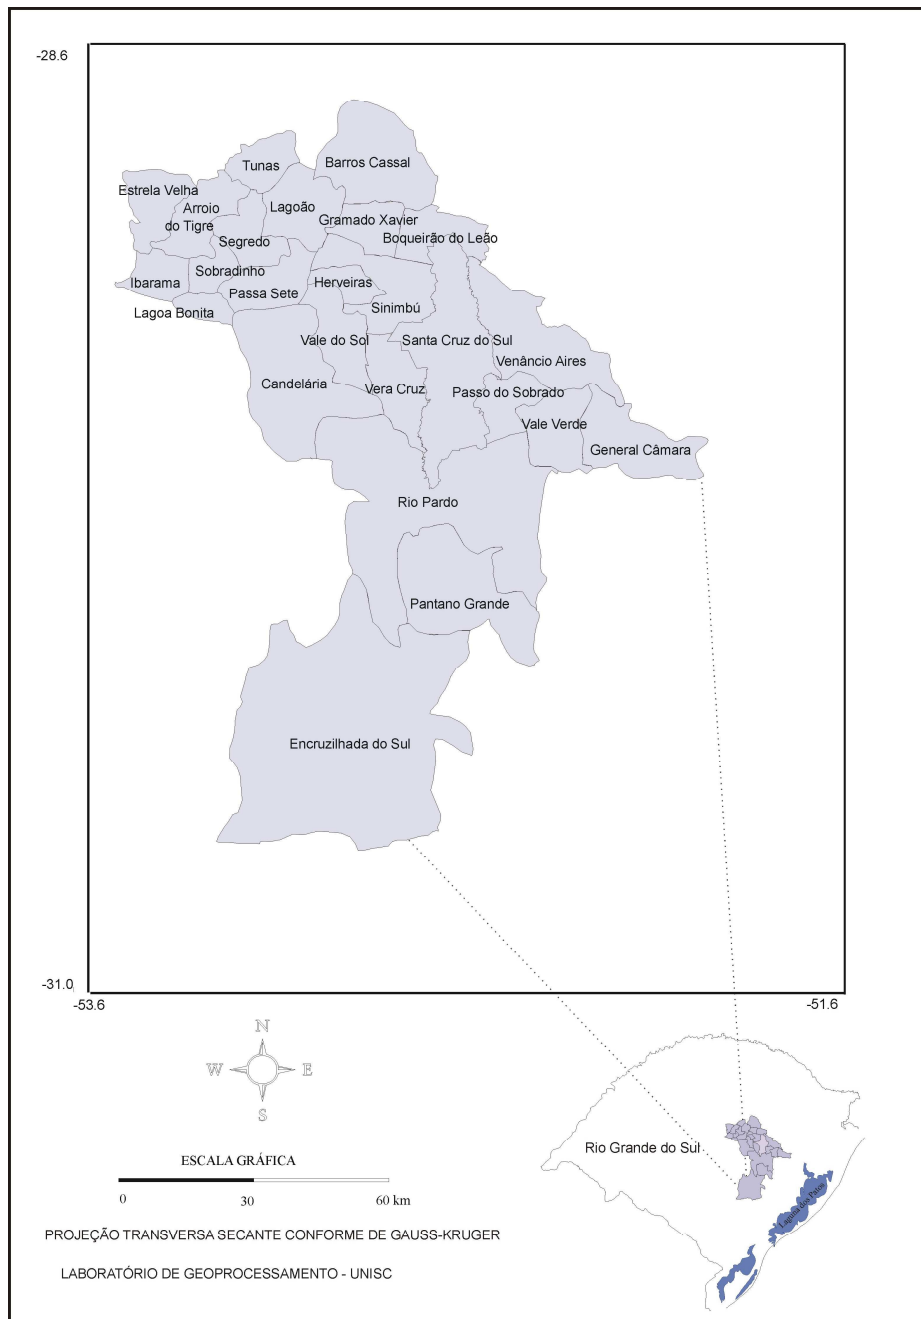 -28.6
Barros Cassal
Tunas
Estrela Velha
Arroio
do Tigre
Lagoão
Gramado Xavier
Boqueirão do Leão
Segredo
Sobradinho
Ibarama
Passa Sete
Herveiras
Lagoa Bonita
Sinimbú
Vale do Sol
Santa Cruz do Sul
Venâncio Aires
Candelária
Vera Cruz
Passo do Sobrado
Vale Verde
General Câmara
Rio Pardo
Pantano Grande
Encruzilhada do Sul
-31.0
-53.6
-51.6
N
W
E
S
ESCALA GRÁFICA
0
30
60 km
PROJEÇÃO TRANSVERSA SECANTE CONFORME DE GAUSS-KRUGER
LABORATÓRIO DE GEOPROCESSAMENTO - UNISC
Rio Grande do Sul
Laguna dos Patos